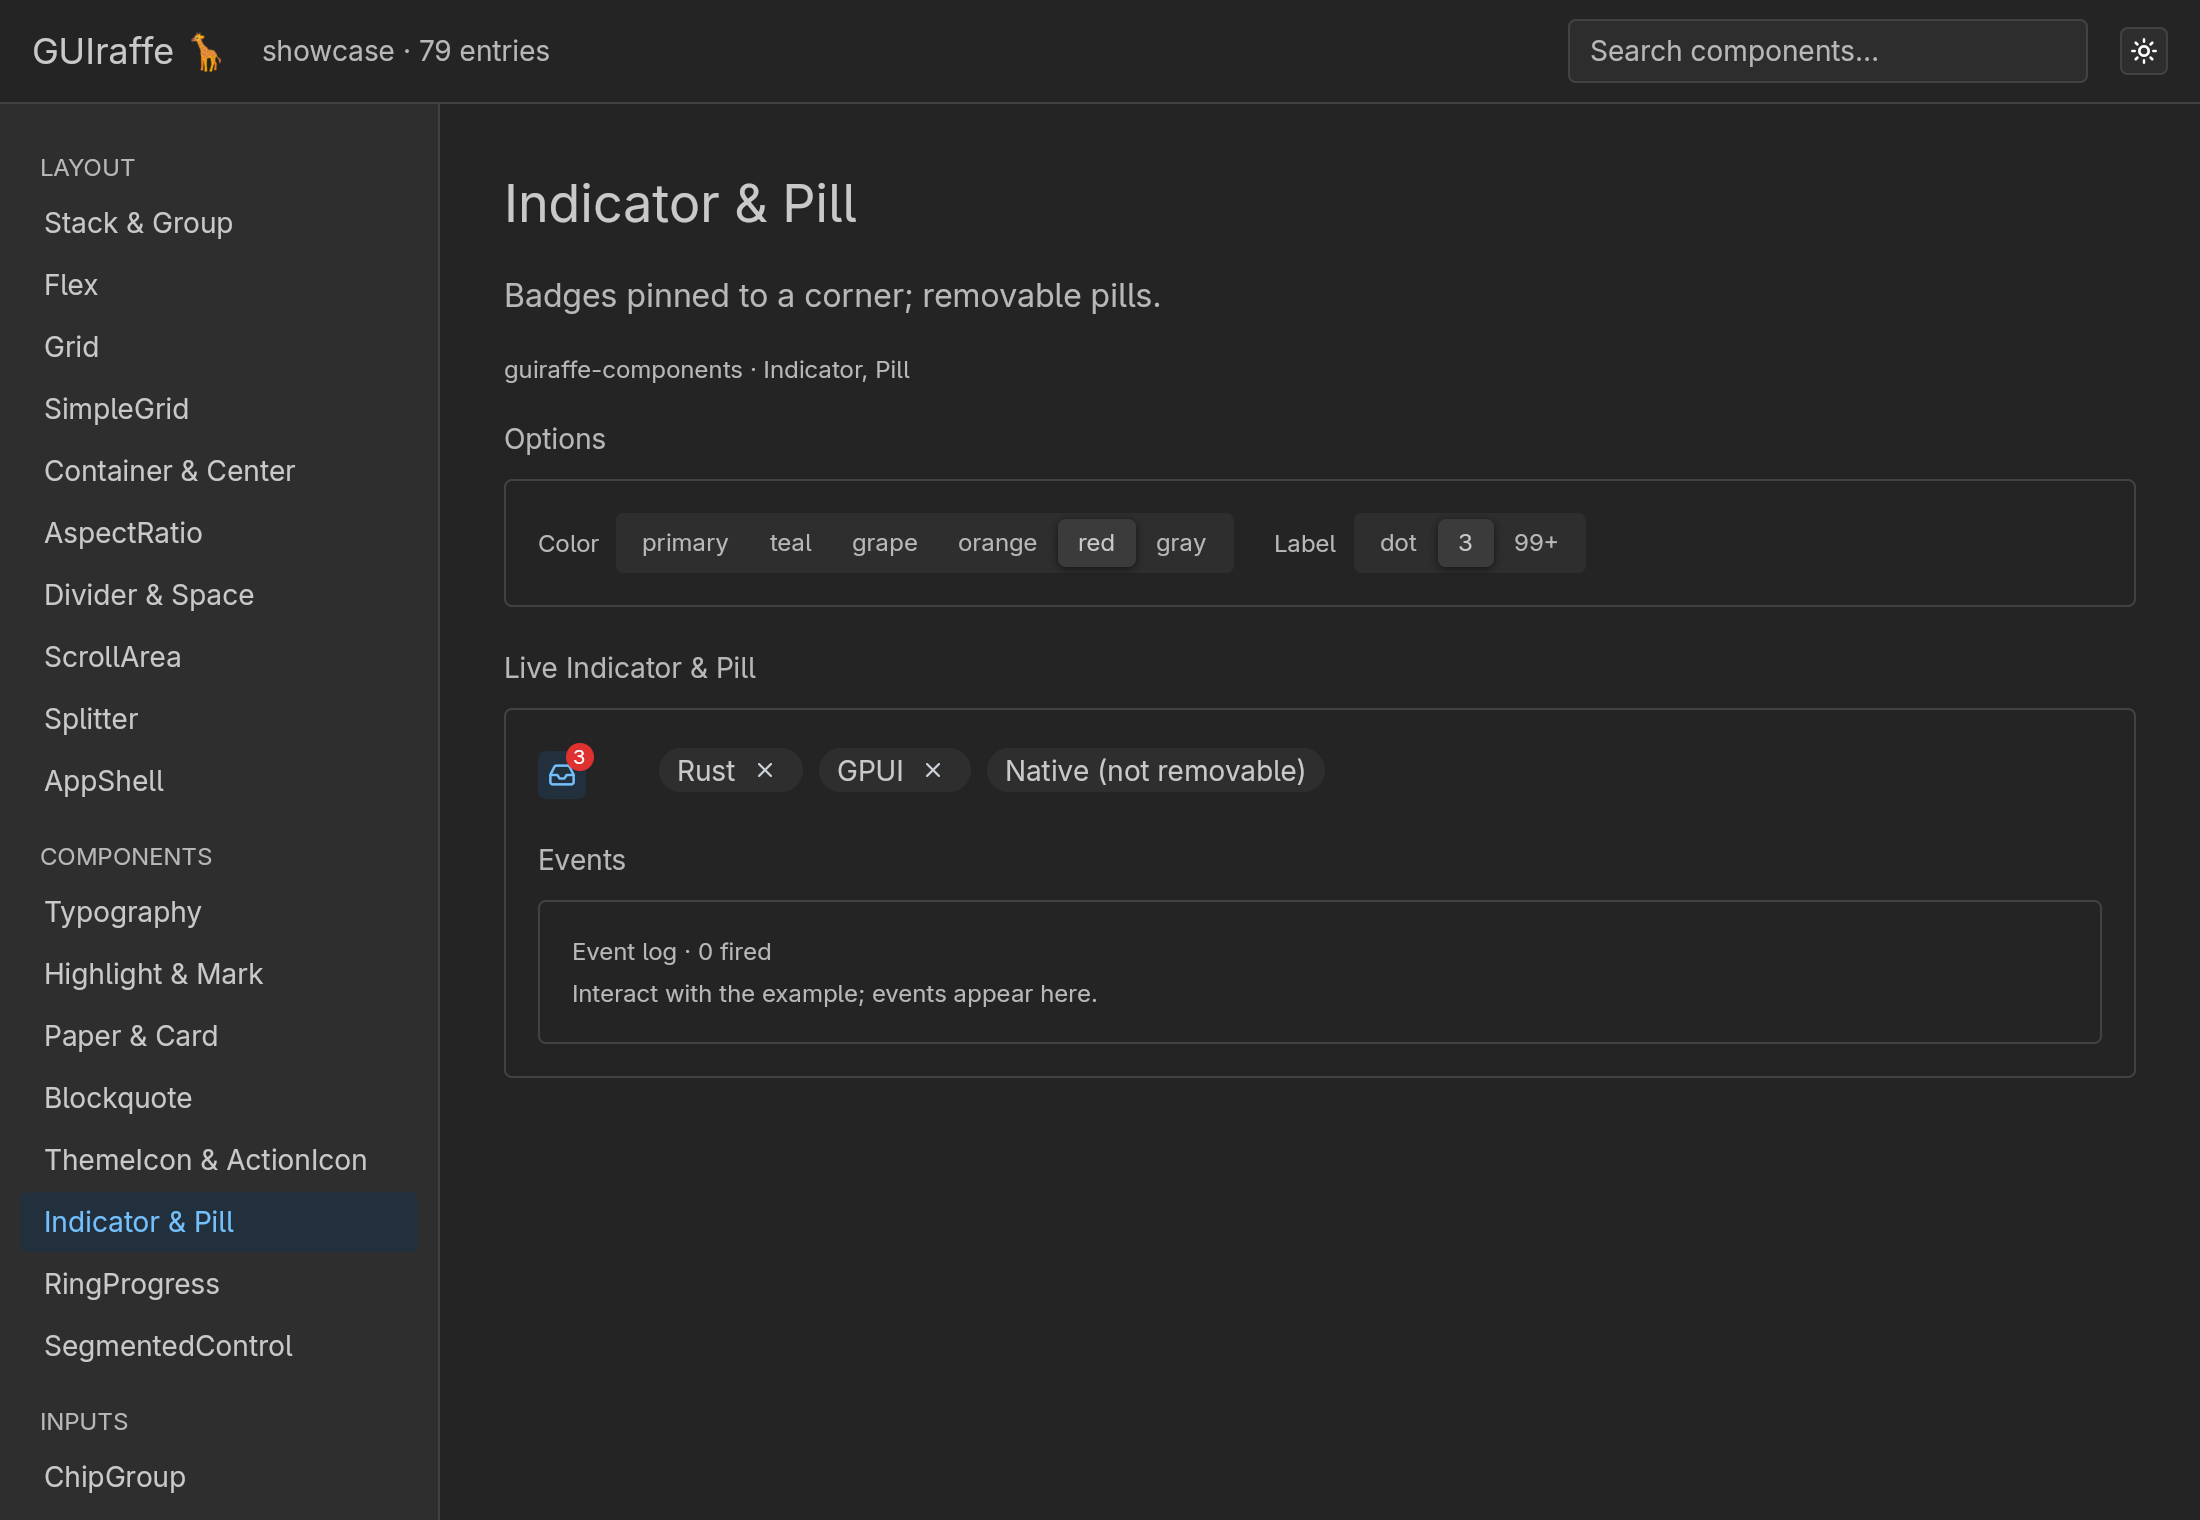 GUIraffe 🦒 showcase · 79 entries Search components...
LAYOUT
Stack & Group
Flex
Grid
SimpleGrid
Container & Center
AspectRatio
Divider & Space
ScrollArea
Splitter
AppShell
COMPONENTS
Typography
Highlight & Mark
Paper & Card
Blockquote
ThemeIcon & ActionIcon
Indicator & Pill
RingProgress
SegmentedControl
INPUTS
ChipGroup
Indicator & Pill
Badges pinned to a corner; removable pills.
guiraffe-components · Indicator, Pill
Options
Color primary teal grape orange red gray Label dot 3 99+
Live Indicator & Pill
3 Rust × GPUI × Native (not removable)
Events
Event log · 0 fired
Interact with the example; events appear here.